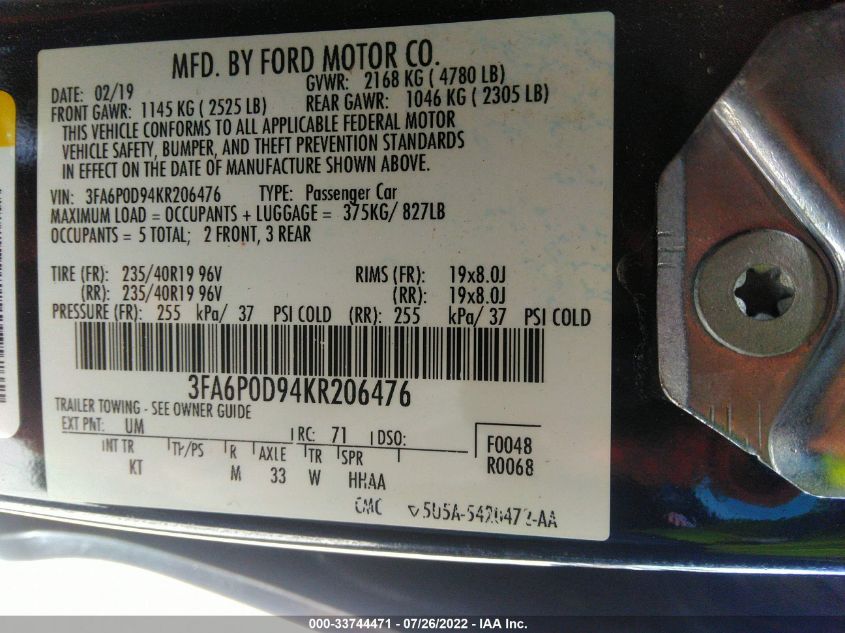 MFD. BY FORD MOTOR CO.
DATE: 02/19 GVWR: 2168 KG ( 4780 LB)
FRONT GAWR: 1145 KG ( 2525 LB) REAR GAWR: 1046 KG ( 2305 LB)
THIS VEHICLE CONFORMS TO ALL APPLICABLE FEDERAL MOTOR
VEHICLE SAFETY, BUMPER, AND THEFT PREVENTION STANDARDS
IN EFFECT ON THE DATE OF MANUFACTURE SHOWN ABOVE.
VIN: 3FA6P0D94KR206476 TYPE: Passenger Car
MAXIMUM LOAD = OCCUPANTS + LUGGAGE = 375KG/ 827LB
OCCUPANTS = 5 TOTAL; 2 FRONT, 3 REAR
TIRE (FR): 235/40R19 96V RIMS (FR): 19x8.0J
(RR): 235/40R19 96V (RR): 19x8.0J
PRESSURE (FR): 255 kPa/ 37 PSI COLD (RR): 255 kPa/ 37 PSI COLD
3FA6P0D94KR206476
TRAILER TOWING - SEE OWNER GUIDE
EXT PNT: UM RC: 71 DSO: F0048
INT TR TP/PS R AXLE TR SPR R0068
KT M 33 W HHAA
CMC
000-33744471 - 07/26/2022 - IAA Inc.